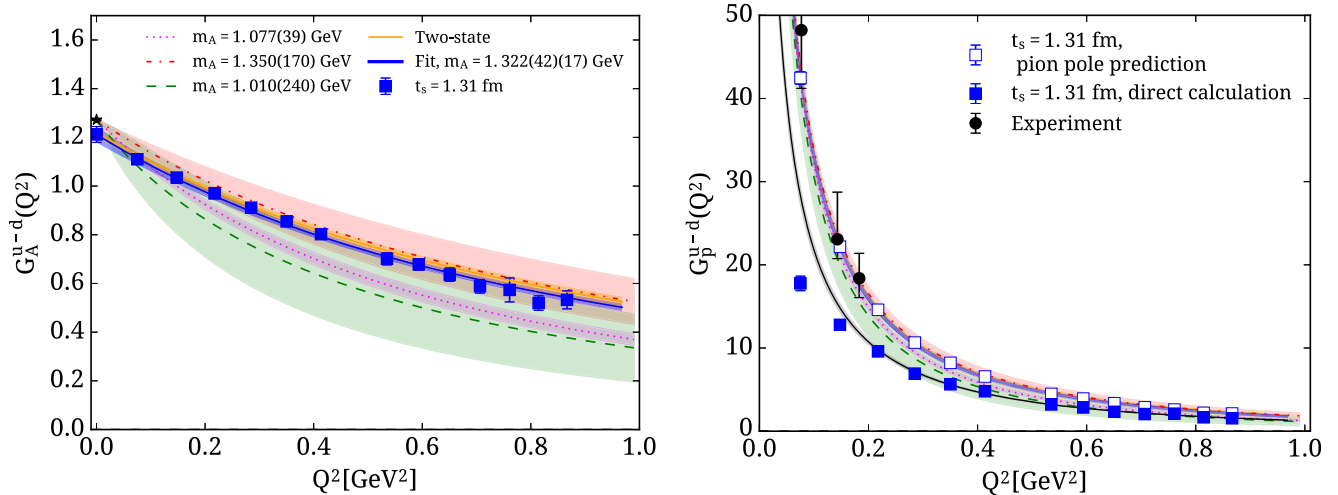 m_A = 1.077(39) GeV
m_A = 1.350(170) GeV
m_A = 1.010(240) GeV
Two-state
Fit, m_A = 1.322(42)(17) GeV
t_s = 1.31 fm
1.6
1.4
1.2
1.0
0.8
0.6
0.4
0.2
0.0
G_A^{u-d}(Q²)
0.0 0.2 0.4 0.6 0.8 1.0
Q²[GeV²]
t_s = 1.31 fm,
pion pole prediction
t_s = 1.31 fm, direct calculation
Experiment
50
40
30
20
10
0
G_p^{u-d}(Q²)
0.0 0.2 0.4 0.6 0.8 1.0
Q²[GeV²]